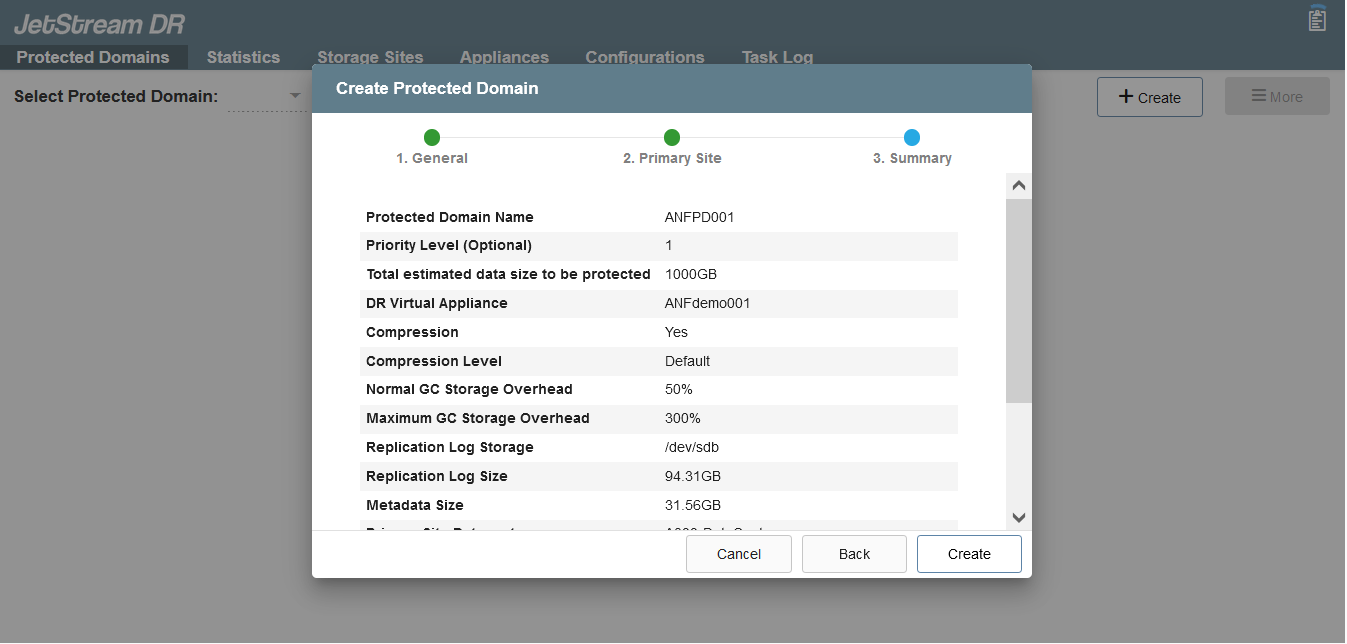 JetStream DR
Protected Domains Statistics Storage Sites Appliances Configurations Task Log
Select Protected Domain:
+ Create
More
Create Protected Domain
1. General 2. Primary Site 3. Summary
Protected Domain Name ANFPD001
Priority Level (Optional) 1
Total estimated data size to be protected 1000GB
DR Virtual Appliance ANFdemo001
Compression Yes
Compression Level Default
Normal GC Storage Overhead 50%
Maximum GC Storage Overhead 300%
Replication Log Storage /dev/sdb
Replication Log Size 94.31GB
Metadata Size 31.56GB
Cancel Back Create